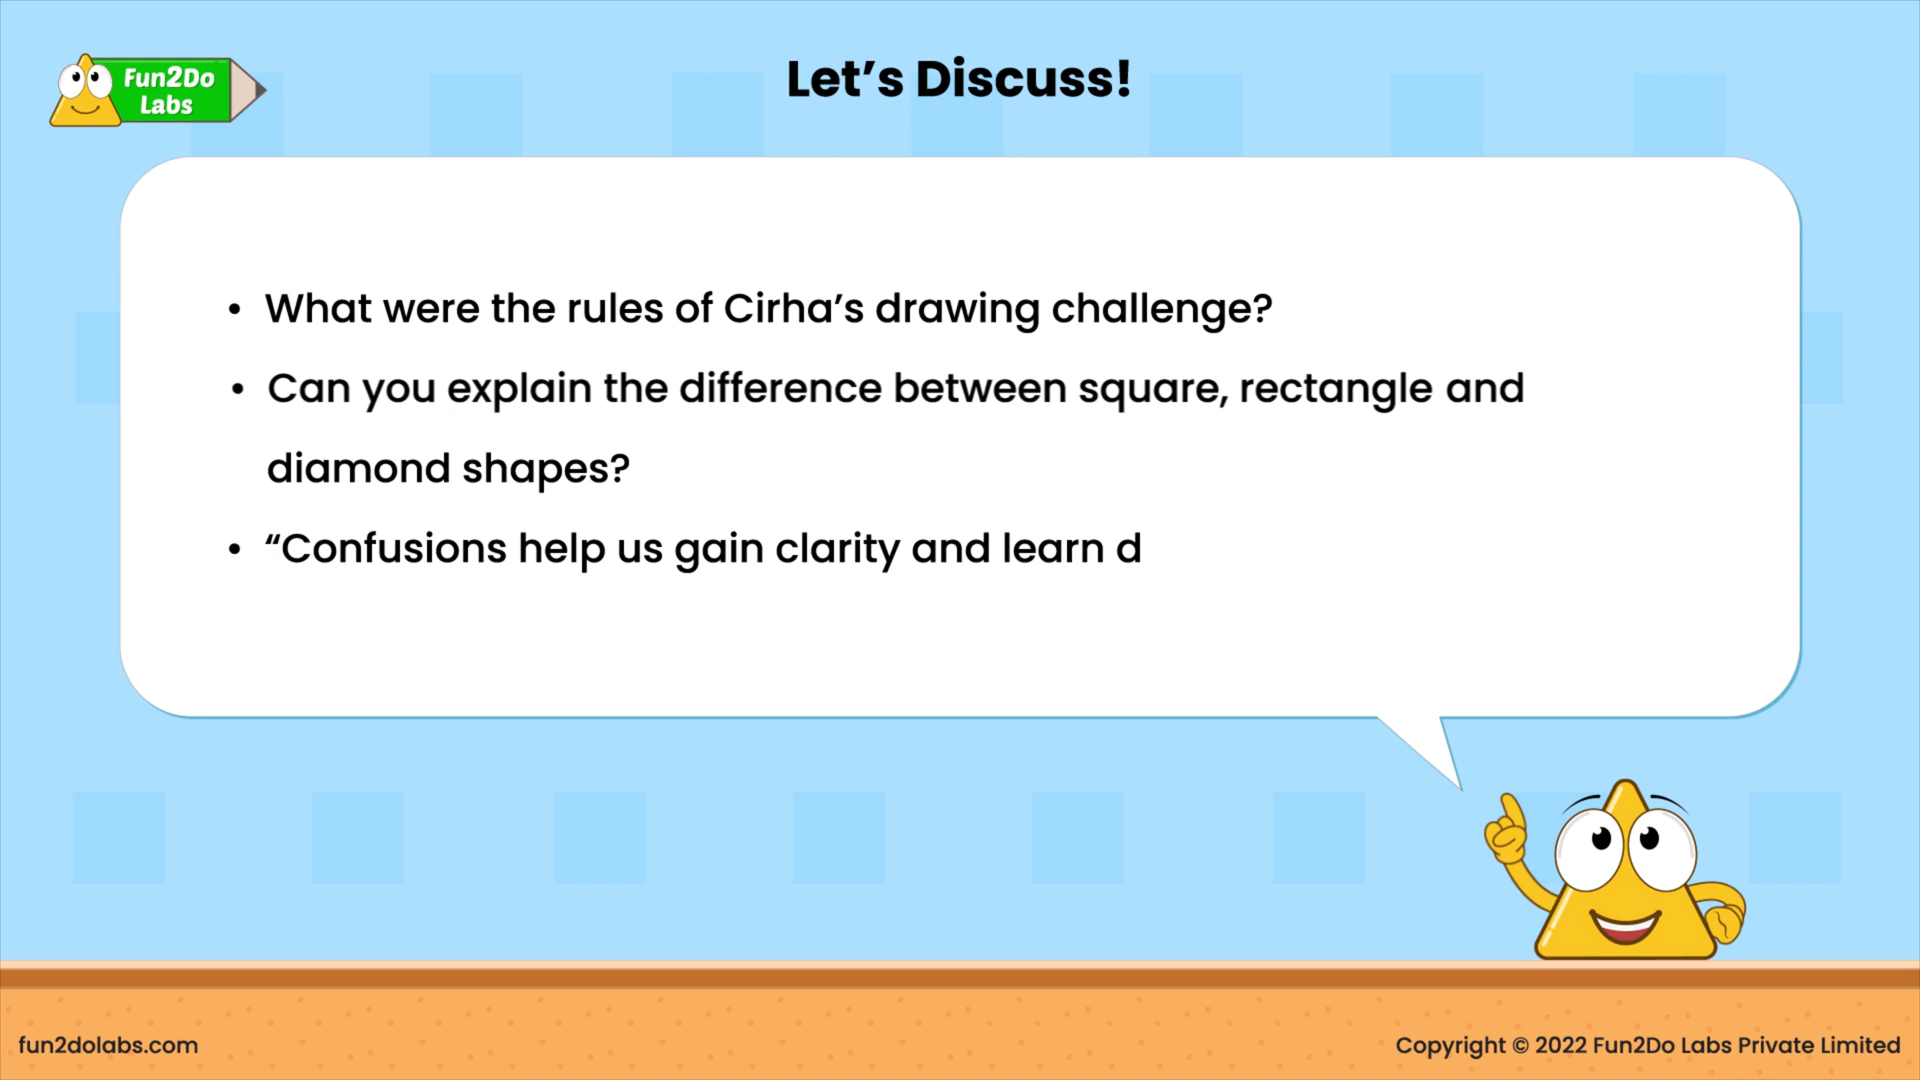 Fun2Do
Labs
Let’s Discuss!
• What were the rules of Cirha’s drawing challenge?
• Can you explain the difference between square, rectangle and
diamond shapes?
• “Confusions help us gain clarity and learn d
fun2dolabs.com
Copyright © 2022 Fun2Do Labs Private Limited